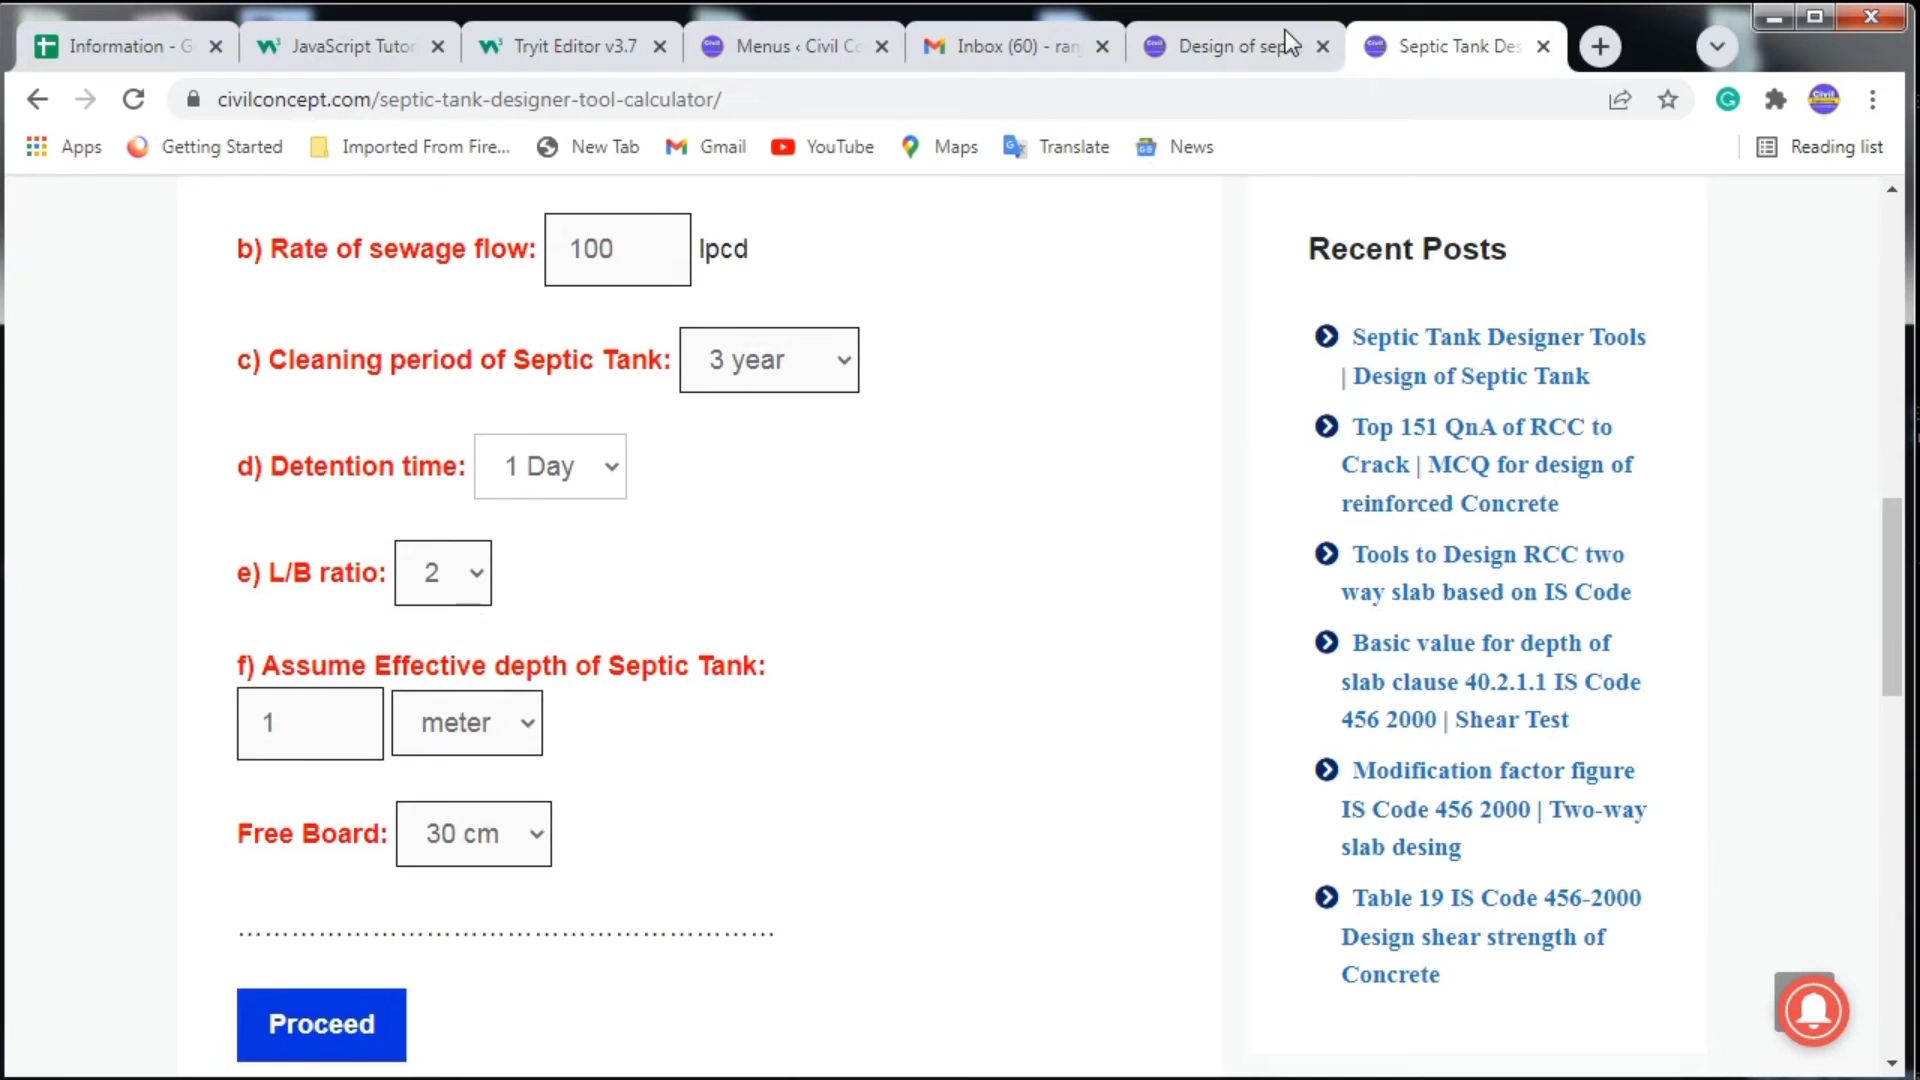 Information - G
JavaScript Tutor
Tryit Editor v3.7
Menus ‹ Civil Co
Inbox (60) - ran
Design of sep
Septic Tank Des
civilconcept.com/septic-tank-designer-tool-calculator/
Apps
Getting Started
Imported From Fire...
New Tab
Gmail
YouTube
Maps
Translate
News
Reading list
b) Rate of sewage flow: 100 lpcd
c) Cleaning period of Septic Tank: 3 year
d) Detention time: 1 Day
e) L/B ratio: 2
f) Assume Effective depth of Septic Tank:
1 meter
Free Board: 30 cm
............................................................
Proceed
Recent Posts
Septic Tank Designer Tools
| Design of Septic Tank
Top 151 QnA of RCC to
Crack | MCQ for design of
reinforced Concrete
Tools to Design RCC two
way slab based on IS Code
Basic value for depth of
slab clause 40.2.1.1 IS Code
456 2000 | Shear Test
Modification factor figure
IS Code 456 2000 | Two-way
slab desing
Table 19 IS Code 456-2000
Design shear strength of
Concrete